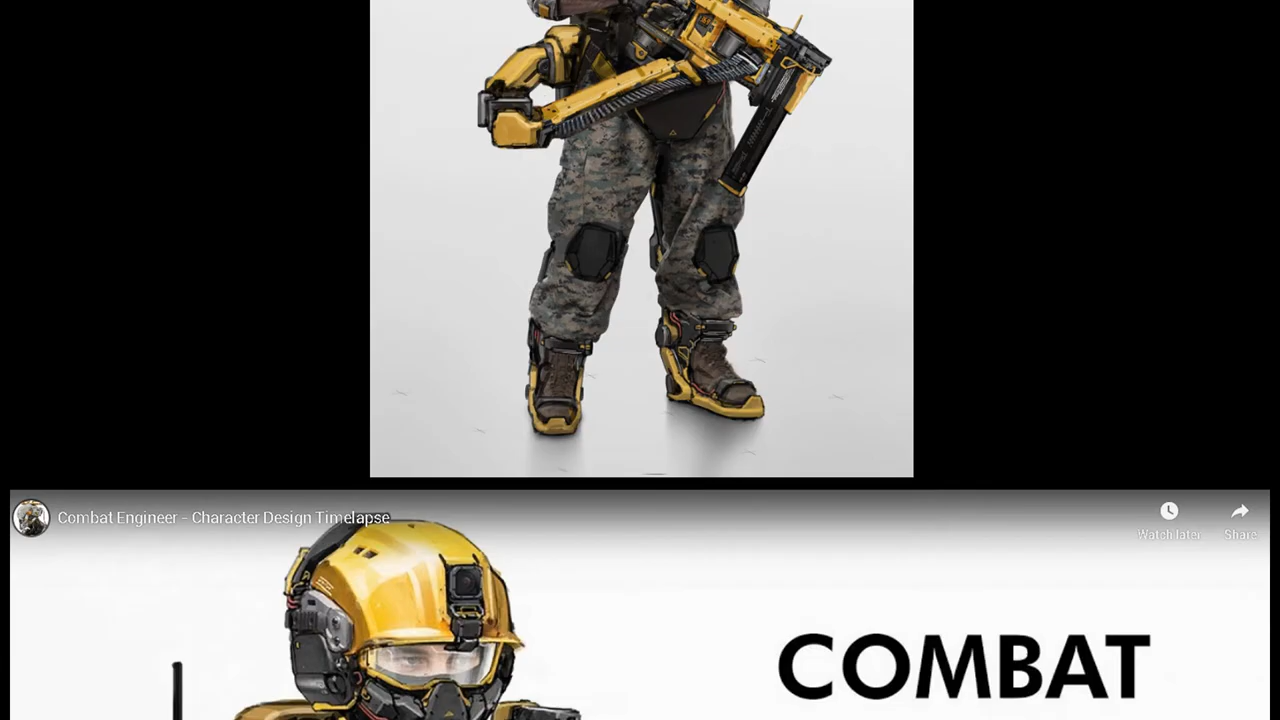 Combat Engineer - Character Design Timelapse
Watch later
Share
COMBAT